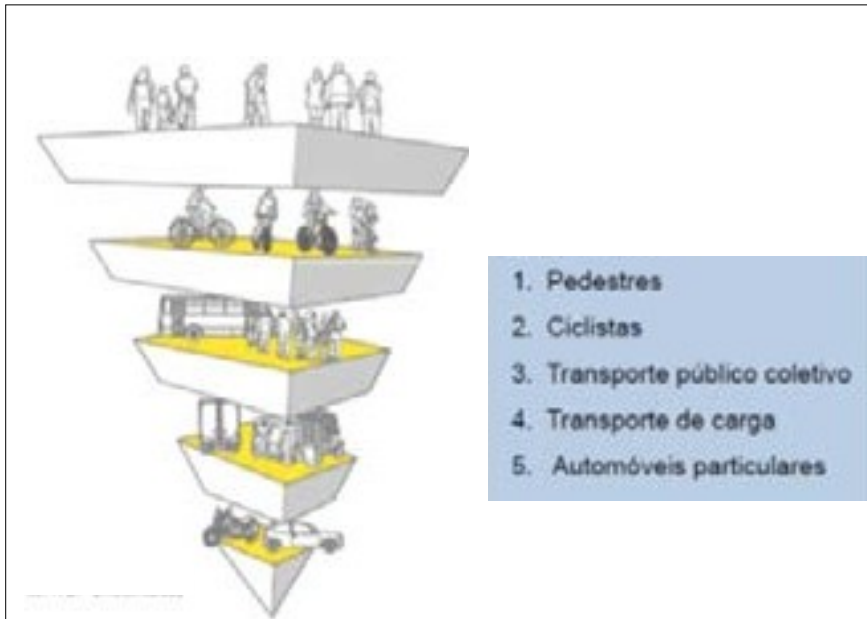 1. Pedestres
2. Ciclistas
3. Transporte público coletivo
4. Transporte de carga
5. Automóveis particulares